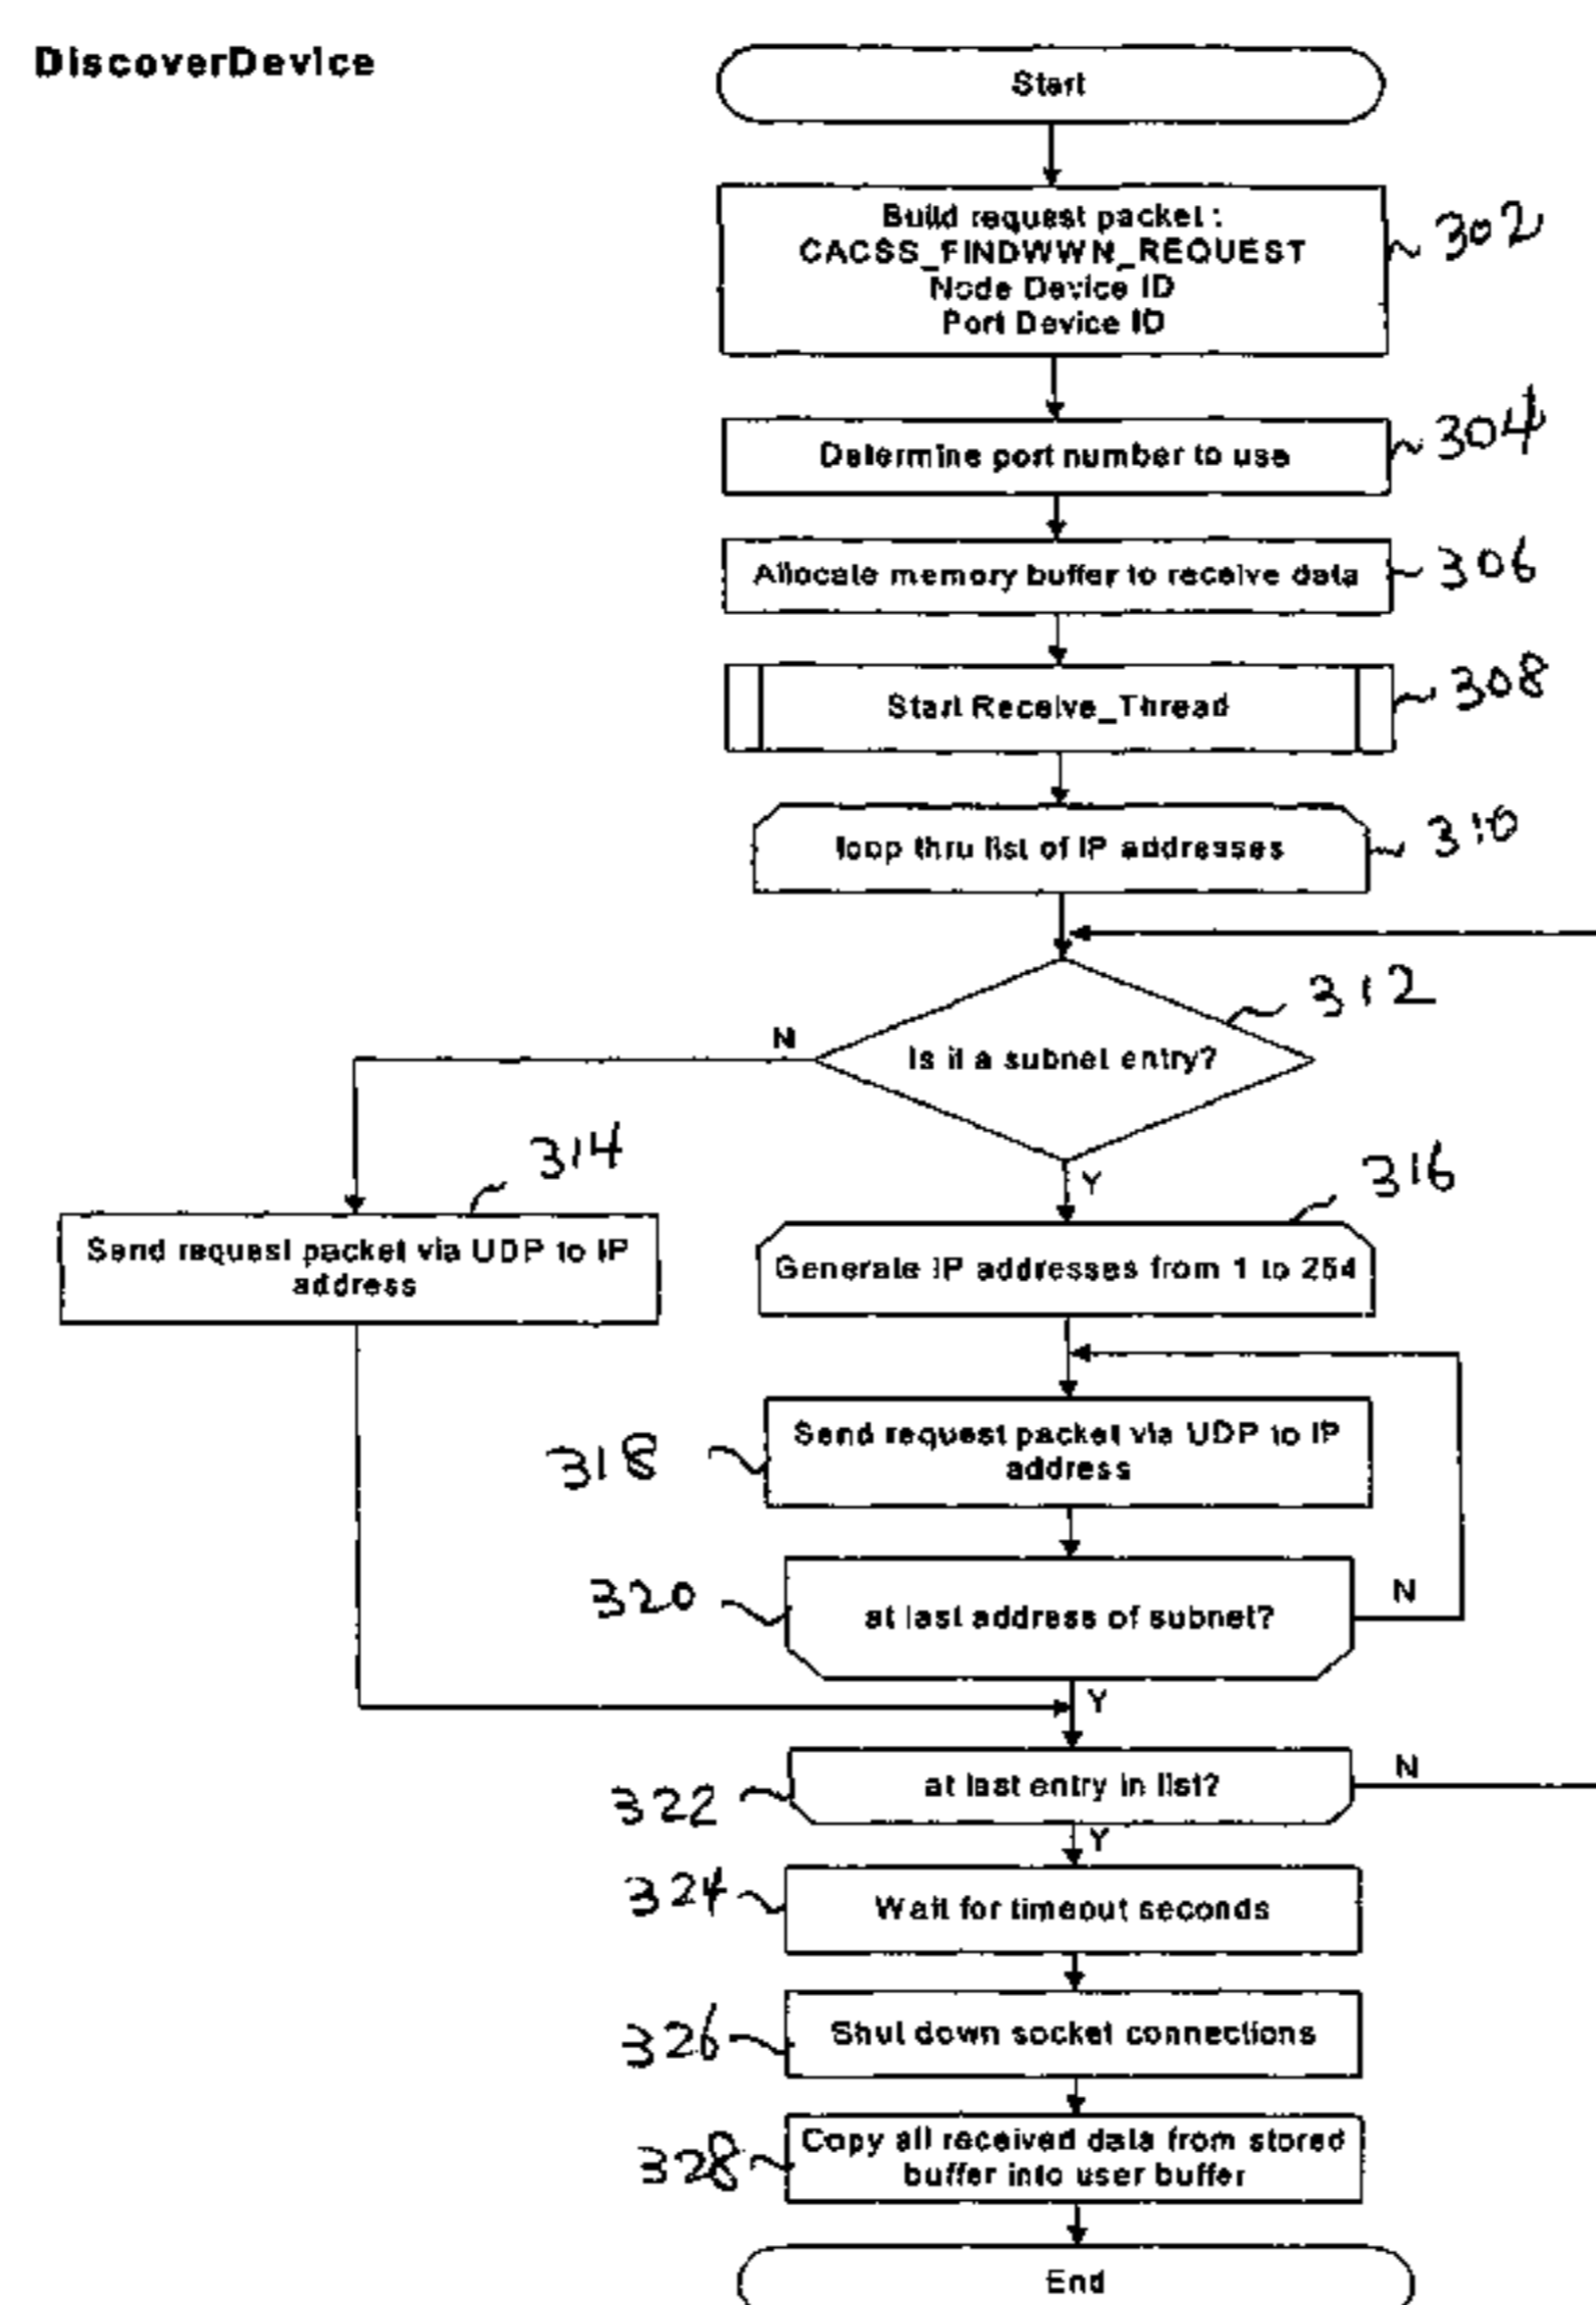 DiscoverDevice
Start
Build request packet :
CACSS_FINDWWN_REQUEST
Node Device ID
Port Device ID
302
Determine port number to use
304
Allocate memory buffer to receive data
306
Start Receive_Thread
308
loop thru list of IP addresses
310
312
N
Is it a subnet entry?
314
Y
316
Send request packet via UDP to IP
address
Generate IP addresses from 1 to 254
Send request packet via UDP to IP
address
318
320
at last address of subnet?
N
Y
322
at last entry in list?
N
Y
324
Wait for timeout seconds
326
Shut down socket connections
328
Copy all received data from stored
buffer into user buffer
End